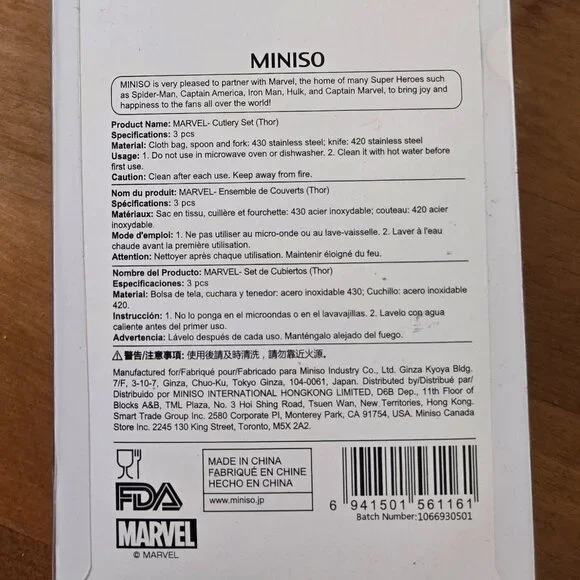 MINISO
MINISO is very pleased to partner with Marvel, the home of many Super Heroes such
as Spider-Man, Captain America, Iron Man, Hulk, and Captain Marvel, to bring joy and
happiness to the fans all over the world!
Product Name: MARVEL- Cutlery Set (Thor)
Specifications: 3 pcs
Material: Cloth bag, spoon and fork: 430 stainless steel; knife: 420 stainless steel
Usage: 1. Do not use in microwave oven or dishwasher. 2. Clean it with hot water before
first use.
Caution: Clean after each use. Keep away from fire.
Nom du produit: MARVEL- Ensemble de Couverts (Thor)
Spécifications: 3 pcs
Matériaux: Sac en tissu, cuillère et fourchette: 430 acier inoxydable; couteau: 420 acier
inoxydable
Mode d'emploi: 1. Ne pas utiliser au micro-onde ou au lave-vaisselle. 2. Laver à l'eau
chaude avant la première utilisation.
Attention: Nettoyer après chaque utilisation. Maintenir éloigné du feu.
Nombre del Producto: MARVEL- Set de Cubiertos (Thor)
Especificaciones: 3 pcs
Material: Bolsa de tela, cuchara y tenedor: acero inoxidable 430; Cuchillo: acero inoxidable
420.
Instrucción: 1. No lo ponga en el microondas o en el lavavajillas. 2. Lavelo con agua
caliente antes del primer uso.
Advertencia: Lávelo después de cada uso. Manténgalo alejado del fuego.
警告/注意事項: 使用後請及時清洗，請勿靠近火源。
Manufactured for/Fabriqué pour/Fabricado para Miniso Industry Co., Ltd. Ginza Kyoya Bldg.
7/F, 3-10-7, Ginza, Chuo-Ku, Tokyo Ginza, 104-0061, Japan. Distributed by/Distribué par/
Distribuido por MINISO INTERNATIONAL HONGKONG LIMITED, D6B Dep., 11th Floor of
Blocks A&B, TML Plaza, No. 3 Hoi Shing Road, Tsuen Wan, New Territories, Hong Kong.
Smart Trade Group Inc. 2580 Corporate Pl, Monterey Park, CA 91754, USA. Miniso Canada
Store Inc. 2245 130 King Street, Toronto, M5X 2A2.
FDA
MARVEL
© MARVEL
MADE IN CHINA
FABRIQUÉ EN CHINE
HECHO EN CHINA
www.miniso.jp
6 941501 561161
Batch Number:1066930501